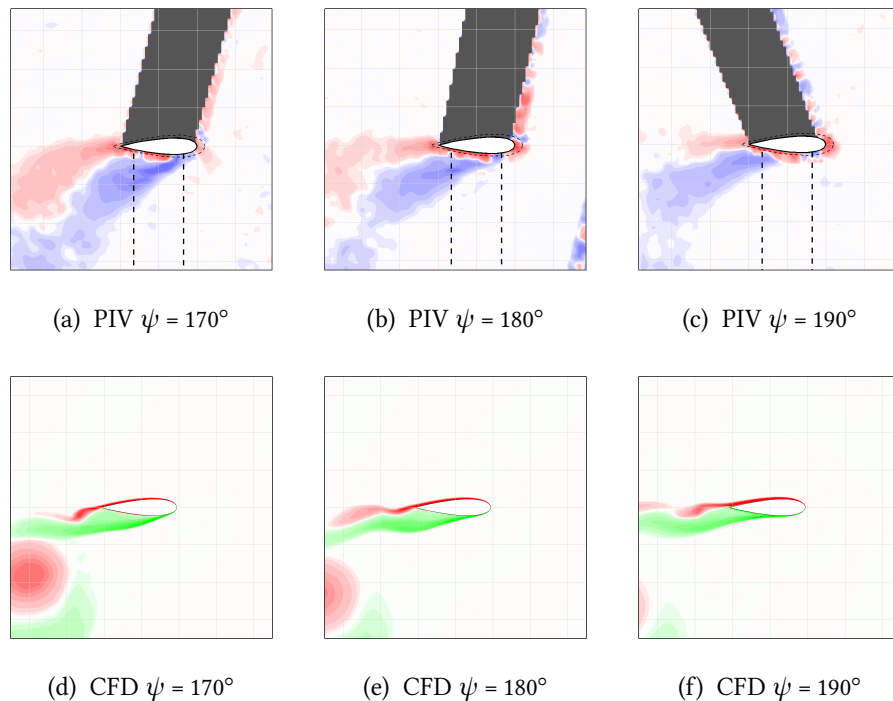 (a) PIV ψ = 170°
(b) PIV ψ = 180°
(c) PIV ψ = 190°
(d) CFD ψ = 170°
(e) CFD ψ = 180°
(f) CFD ψ = 190°